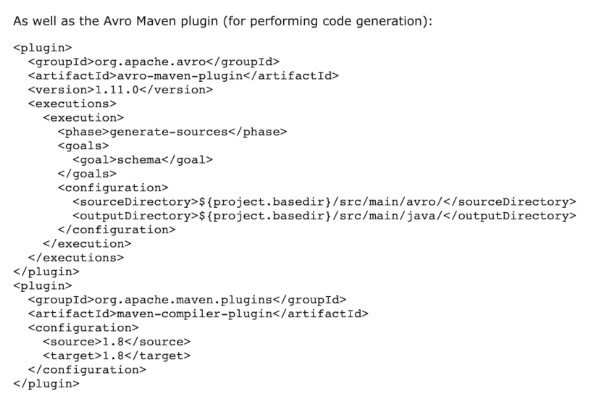 As well as the Avro Maven plugin (for performing code generation):
<plugin>
  <groupId>org.apache.avro</groupId>
  <artifactId>avro-maven-plugin</artifactId>
  <version>1.11.0</version>
  <executions>
    <execution>
      <phase>generate-sources</phase>
      <goals>
        <goal>schema</goal>
      </goals>
      <configuration>
        <sourceDirectory>${project.basedir}/src/main/avro/</sourceDirectory>
        <outputDirectory>${project.basedir}/src/main/java/</outputDirectory>
      </configuration>
    </execution>
  </executions>
</plugin>
<plugin>
  <groupId>org.apache.maven.plugins</groupId>
  <artifactId>maven-compiler-plugin</artifactId>
  <configuration>
    <source>1.8</source>
    <target>1.8</target>
  </configuration>
</plugin>